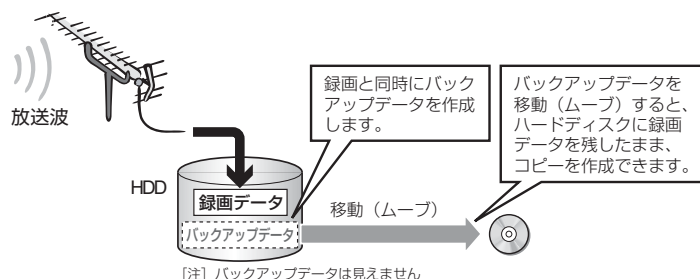 放送波
録画と同時にバック
アップデータを作成
します。
バックアップデータを
移動（ムーブ）すると、
ハードディスクに録画
データを残したまま、
コピーを作成できます。
HDD
録画データ
バックアップデータ
移動（ムーブ）
［注］バックアップデータは見えません